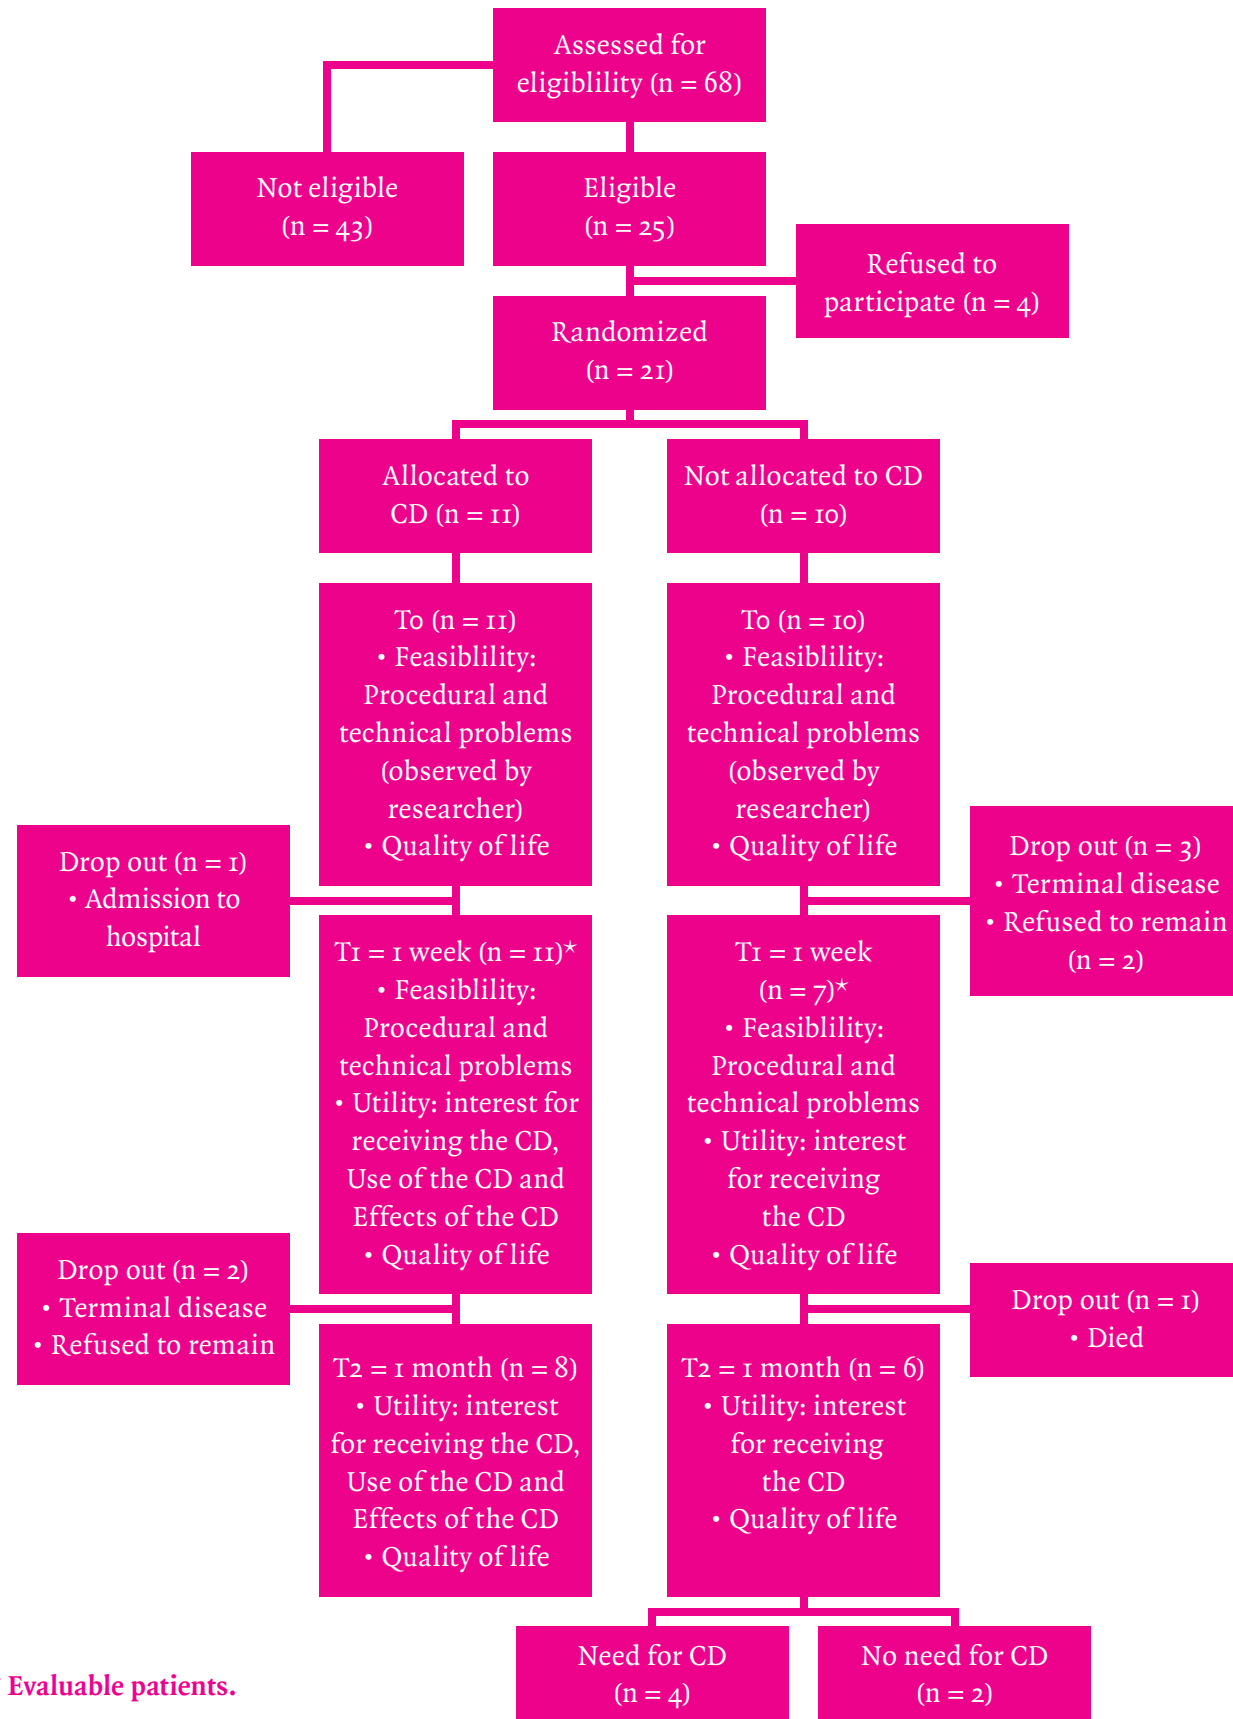 Assessed for
eligiblility (n = 68)
Not eligible
(n = 43)
Eligible
(n = 25)
Refused to
participate (n = 4)
Randomized
(n = 21)
Allocated to
CD (n = 11)
Not allocated to CD
(n = 10)
T0 (n = 11)
• Feasiblility:
Procedural and
technical problems
(observed by
researcher)
• Quality of life
T0 (n = 10)
• Feasiblility:
Procedural and
technical problems
(observed by
researcher)
• Quality of life
Drop out (n = 1)
• Admission to
hospital
Drop out (n = 3)
• Terminal disease
• Refused to remain
(n = 2)
T1 = 1 week (n = 11)*
• Feasiblility:
Procedural and
technical problems
• Utility: interest for
receiving the CD,
Use of the CD and
Effects of the CD
• Quality of life
T1 = 1 week
(n = 7)*
• Feasiblility:
Procedural and
technical problems
• Utility: interest
for receiving
the CD
• Quality of life
Drop out (n = 2)
• Terminal disease
• Refused to remain
Drop out (n = 1)
• Died
T2 = 1 month (n = 8)
• Utility: interest
for receiving the CD,
Use of the CD and
Effects of the CD
• Quality of life
T2 = 1 month (n = 6)
• Utility: interest
for receiving
the CD
• Quality of life
Need for CD
(n = 4)
No need for CD
(n = 2)
Evaluable patients.